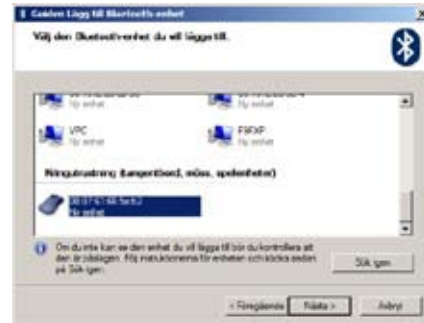 Guiden Lägg till Bluetooth-enhet
Välj den Bluetooth-enhet du vill lägga till.
Ny enhet Ny enhet
VPC F9FXP
Ny enhet Ny enhet
Närgutrustning (tangentbord, möss, spelenheter)
Ny enhet
Om du inte kan se den enhet du vill lägga till bör du kontrollera att
den är påslagen. Följ instruktionerna för enheten och klicka sedan
på Sök igen.
Sök igen
< Föregående Nästa > Avbryt